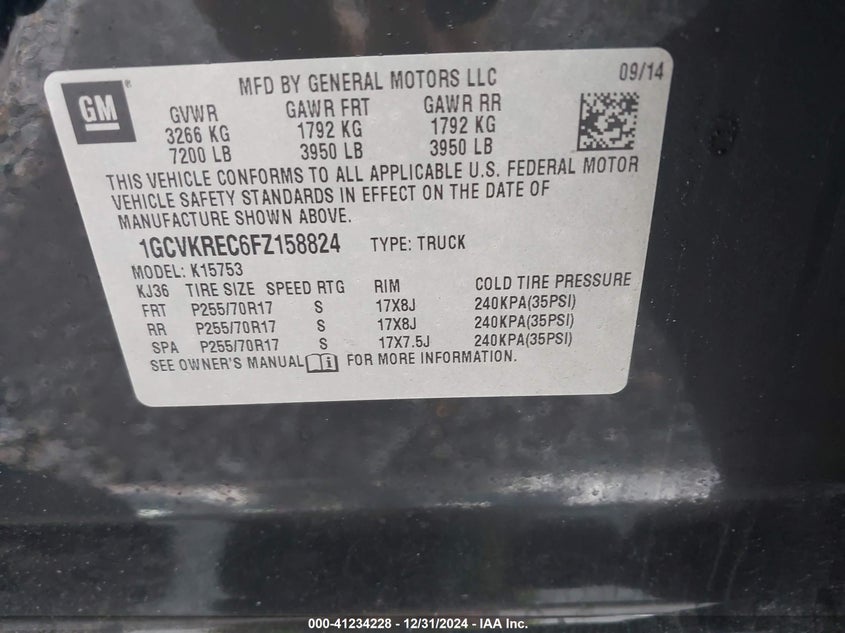 GM
MFD BY GENERAL MOTORS LLC
09/14
GVWR GAWR FRT GAWR RR
3266 KG 1792 KG 1792 KG
7200 LB 3950 LB 3950 LB
THIS VEHICLE CONFORMS TO ALL APPLICABLE U.S. FEDERAL MOTOR
VEHICLE SAFETY STANDARDS IN EFFECT ON THE DATE OF
MANUFACTURE SHOWN ABOVE.
1GCVKREC6FZ158824 TYPE: TRUCK
MODEL: K15753
KJ36 TIRE SIZE SPEED RTG RIM COLD TIRE PRESSURE
FRT P255/70R17 S 17X8J 240KPA(35PSI)
RR P255/70R17 S 17X8J 240KPA(35PSI)
SPA P255/70R17 S 17X7.5J 240KPA(35PSI)
SEE OWNER'S MANUAL FOR MORE INFORMATION.
000-41234228 - 12/31/2024 - IAA Inc.